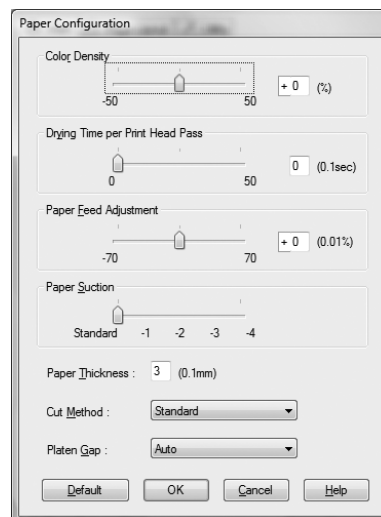 Paper Configuration
Color Density
-50 50
+ 0 (%)
Drying Time per Print Head Pass
0 50
0 (0.1sec)
Paper Feed Adjustment
-70 70
+ 0 (0.01%)
Paper Suction
Standard -1 -2 -3 -4
Paper Thickness : 3 (0.1mm)
Cut Method : Standard
Platen Gap : Auto
Default OK Cancel Help